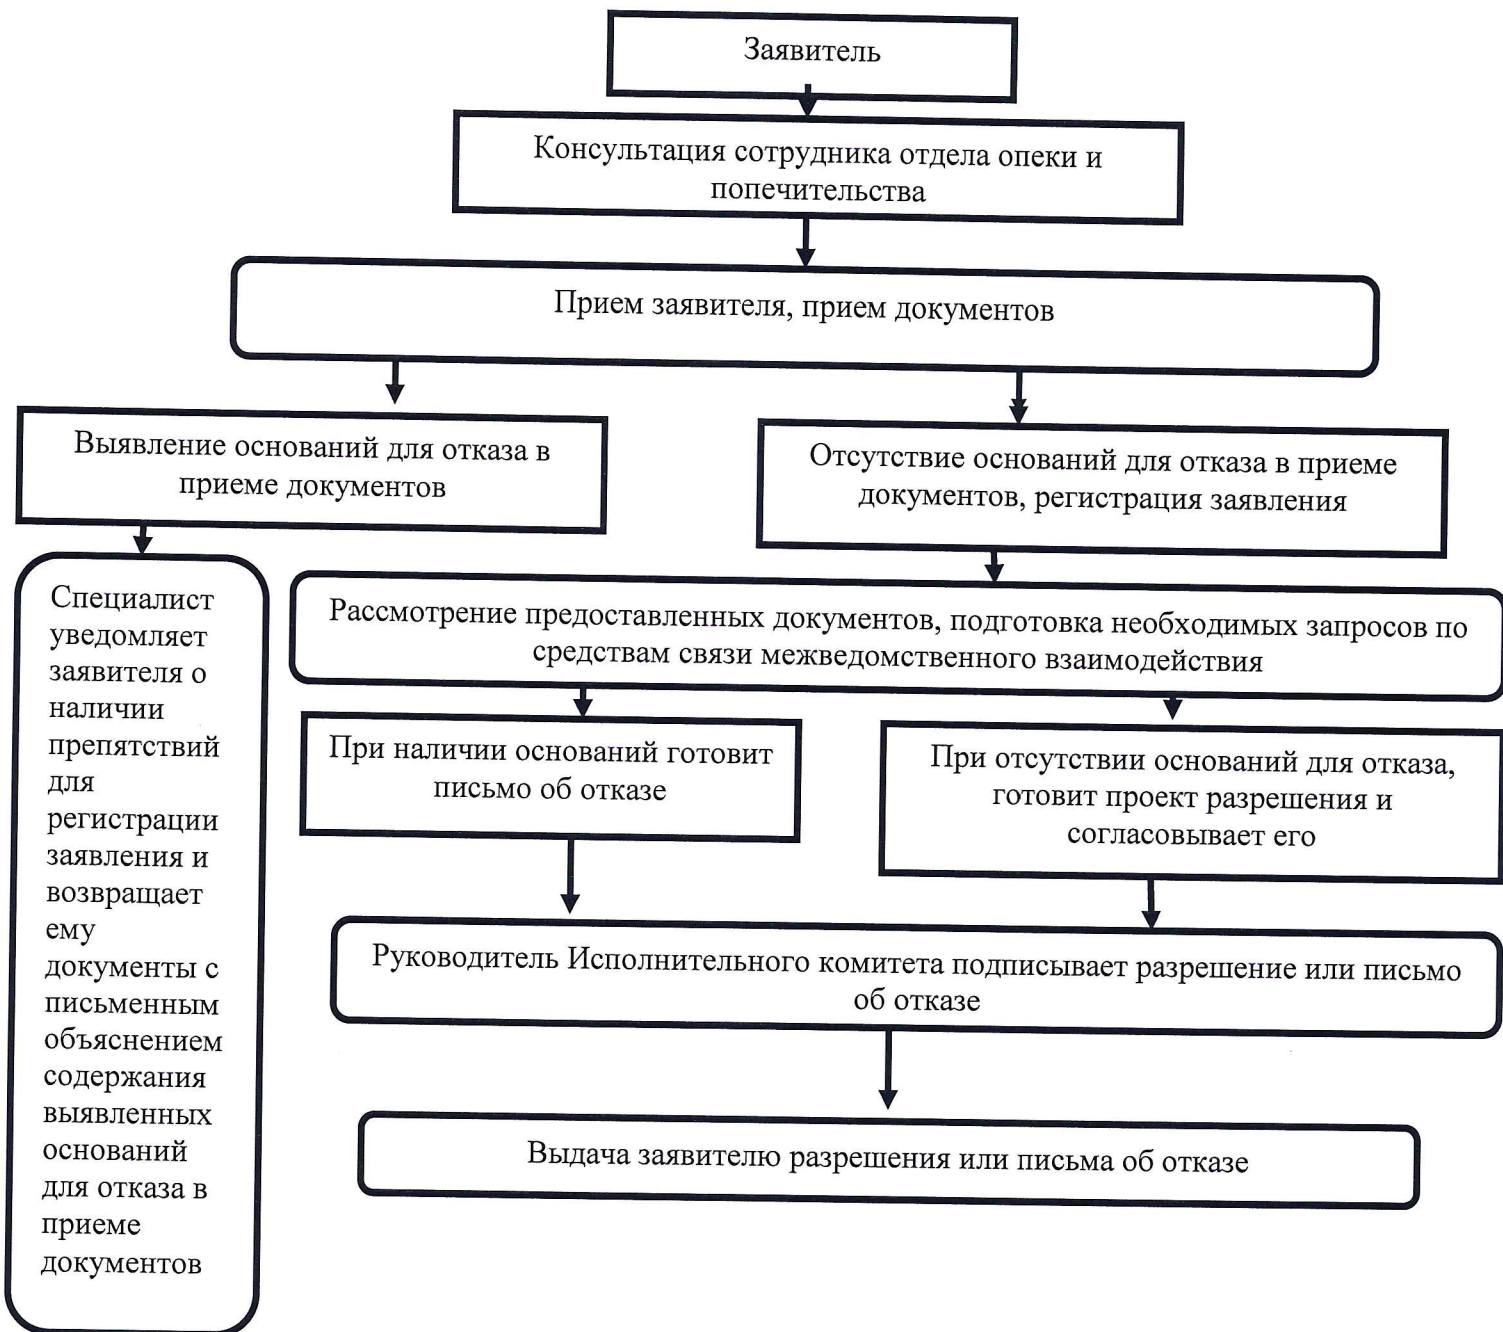 Заявитель
Консультация сотрудника отдела опеки и
попечительства
Прием заявителя, прием документов
Выявление оснований для отказа в
приеме документов
Отсутствие оснований для отказа в приеме
документов, регистрация заявления
Специалист
уведомляет
заявителя о
наличии
препятствий
для
регистрации
заявления и
возвращает
ему
документы с
письменным
объяснением
содержания
выявленных
оснований
для отказа в
приеме
документов
Рассмотрение предоставленных документов, подготовка необходимых запросов по
средствам связи межведомственного взаимодействия
При наличии оснований готовит
письмо об отказе
При отсутствии оснований для отказа,
готовит проект разрешения и
согласовывает его
Руководитель Исполнительного комитета подписывает разрешение или письмо
об отказе
Выдача заявителю разрешения или письма об отказе